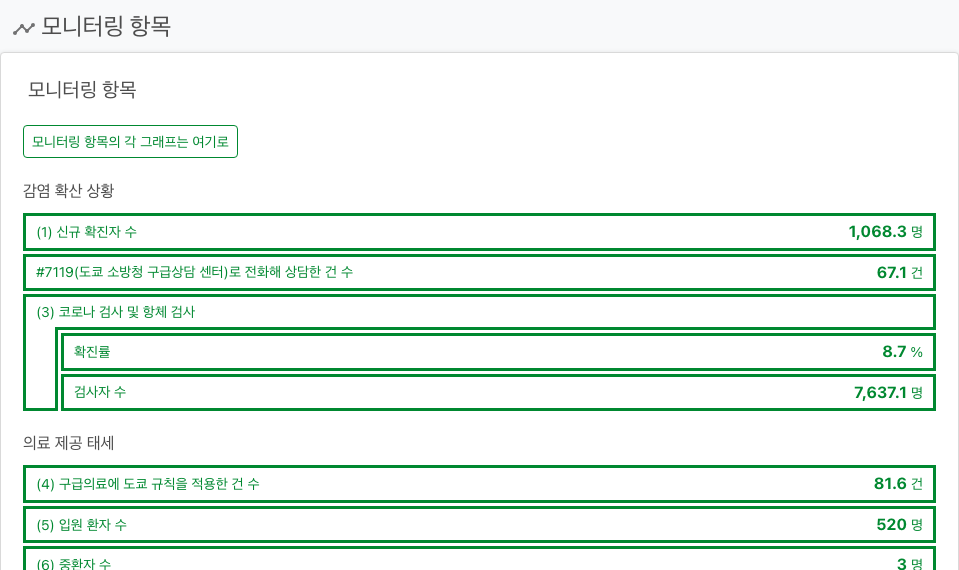 모니터링 항목
모니터링 항목
모니터링 항목의 각 그래프는 여기로
감염 확산 상황
(1) 신규 확진자 수 1,068.3 명
#7119(도쿄 소방청 구급상담 센터)로 전화해 상담한 건 수 67.1 건
(3) 코로나 검사 및 항체 검사
확진률 8.7 %
검사자 수 7,637.1 명
의료 제공 태세
(4) 구급의료에 도쿄 규칙을 적용한 건 수 81.6 건
(5) 입원 환자 수 520 명
(6) 중환자 수 3 명